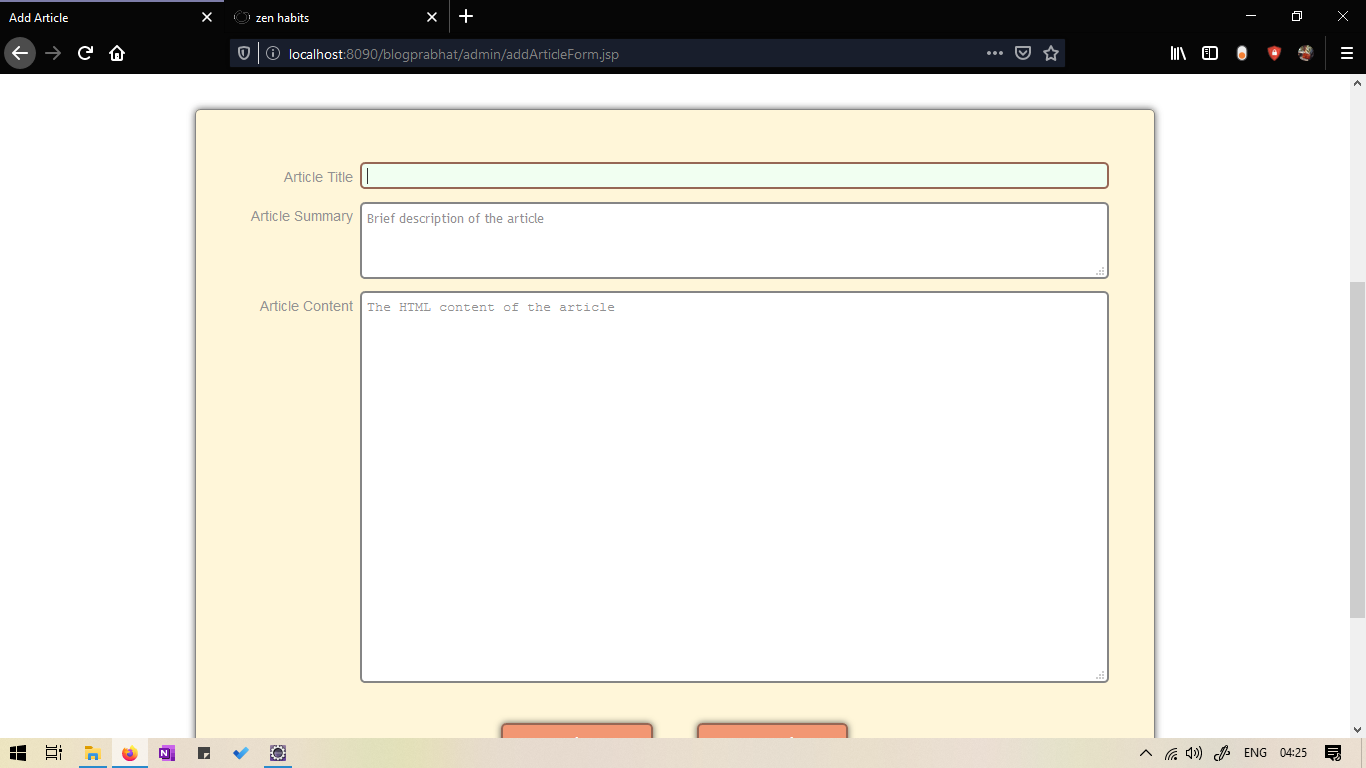 Add Article
zen habits
localhost:8090/blogprabhat/admin/addArticleForm.jsp
Article Title
Article Summary
Brief description of the article
Article Content
The HTML content of the article
ENG
04:25